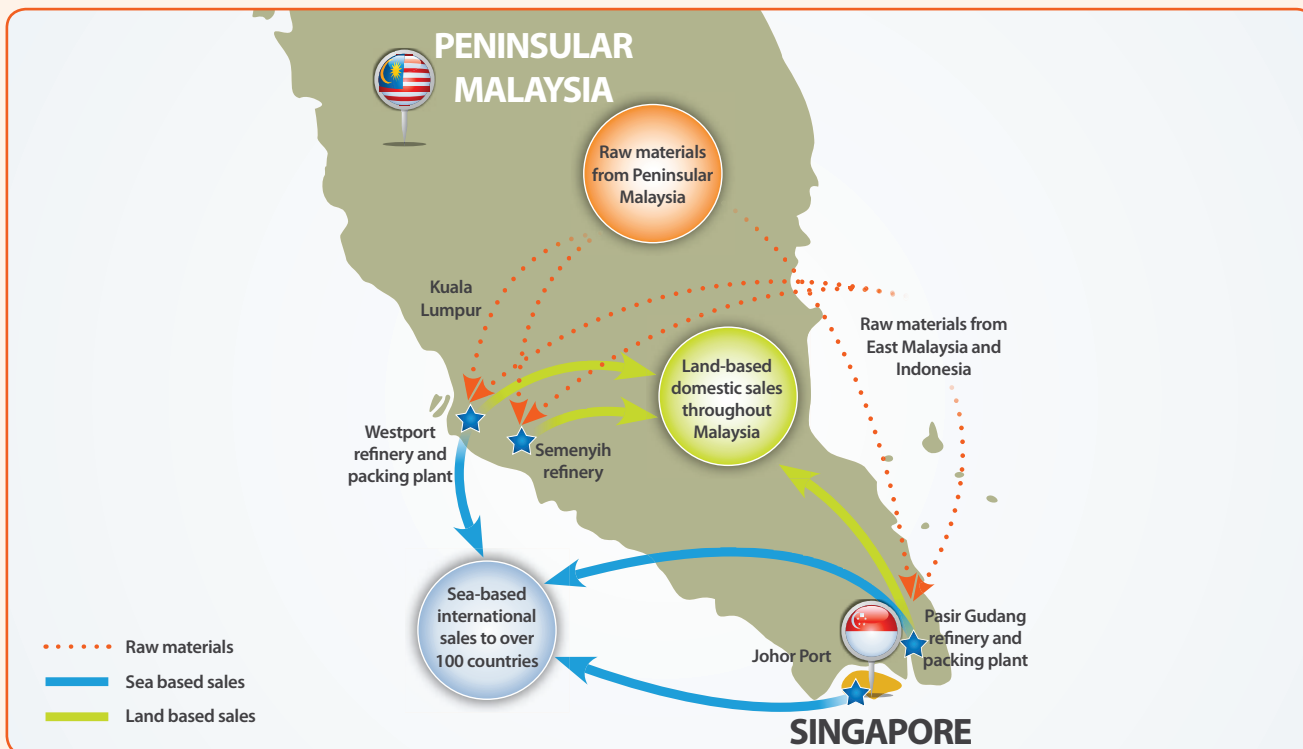 PENINSULAR
MALAYSIA
Raw materials
from Peninsular
Malaysia
Kuala
Lumpur
Raw materials from
East Malaysia and
Indonesia
Land-based
domestic sales
throughout
Malaysia
Westport
refinery and
packing plant
Semenyih
refinery
Sea-based
international
sales to over
100 countries
Pasir Gudang
refinery and
packing plant
Johor Port
SINGAPORE
Raw materials
Sea based sales
Land based sales